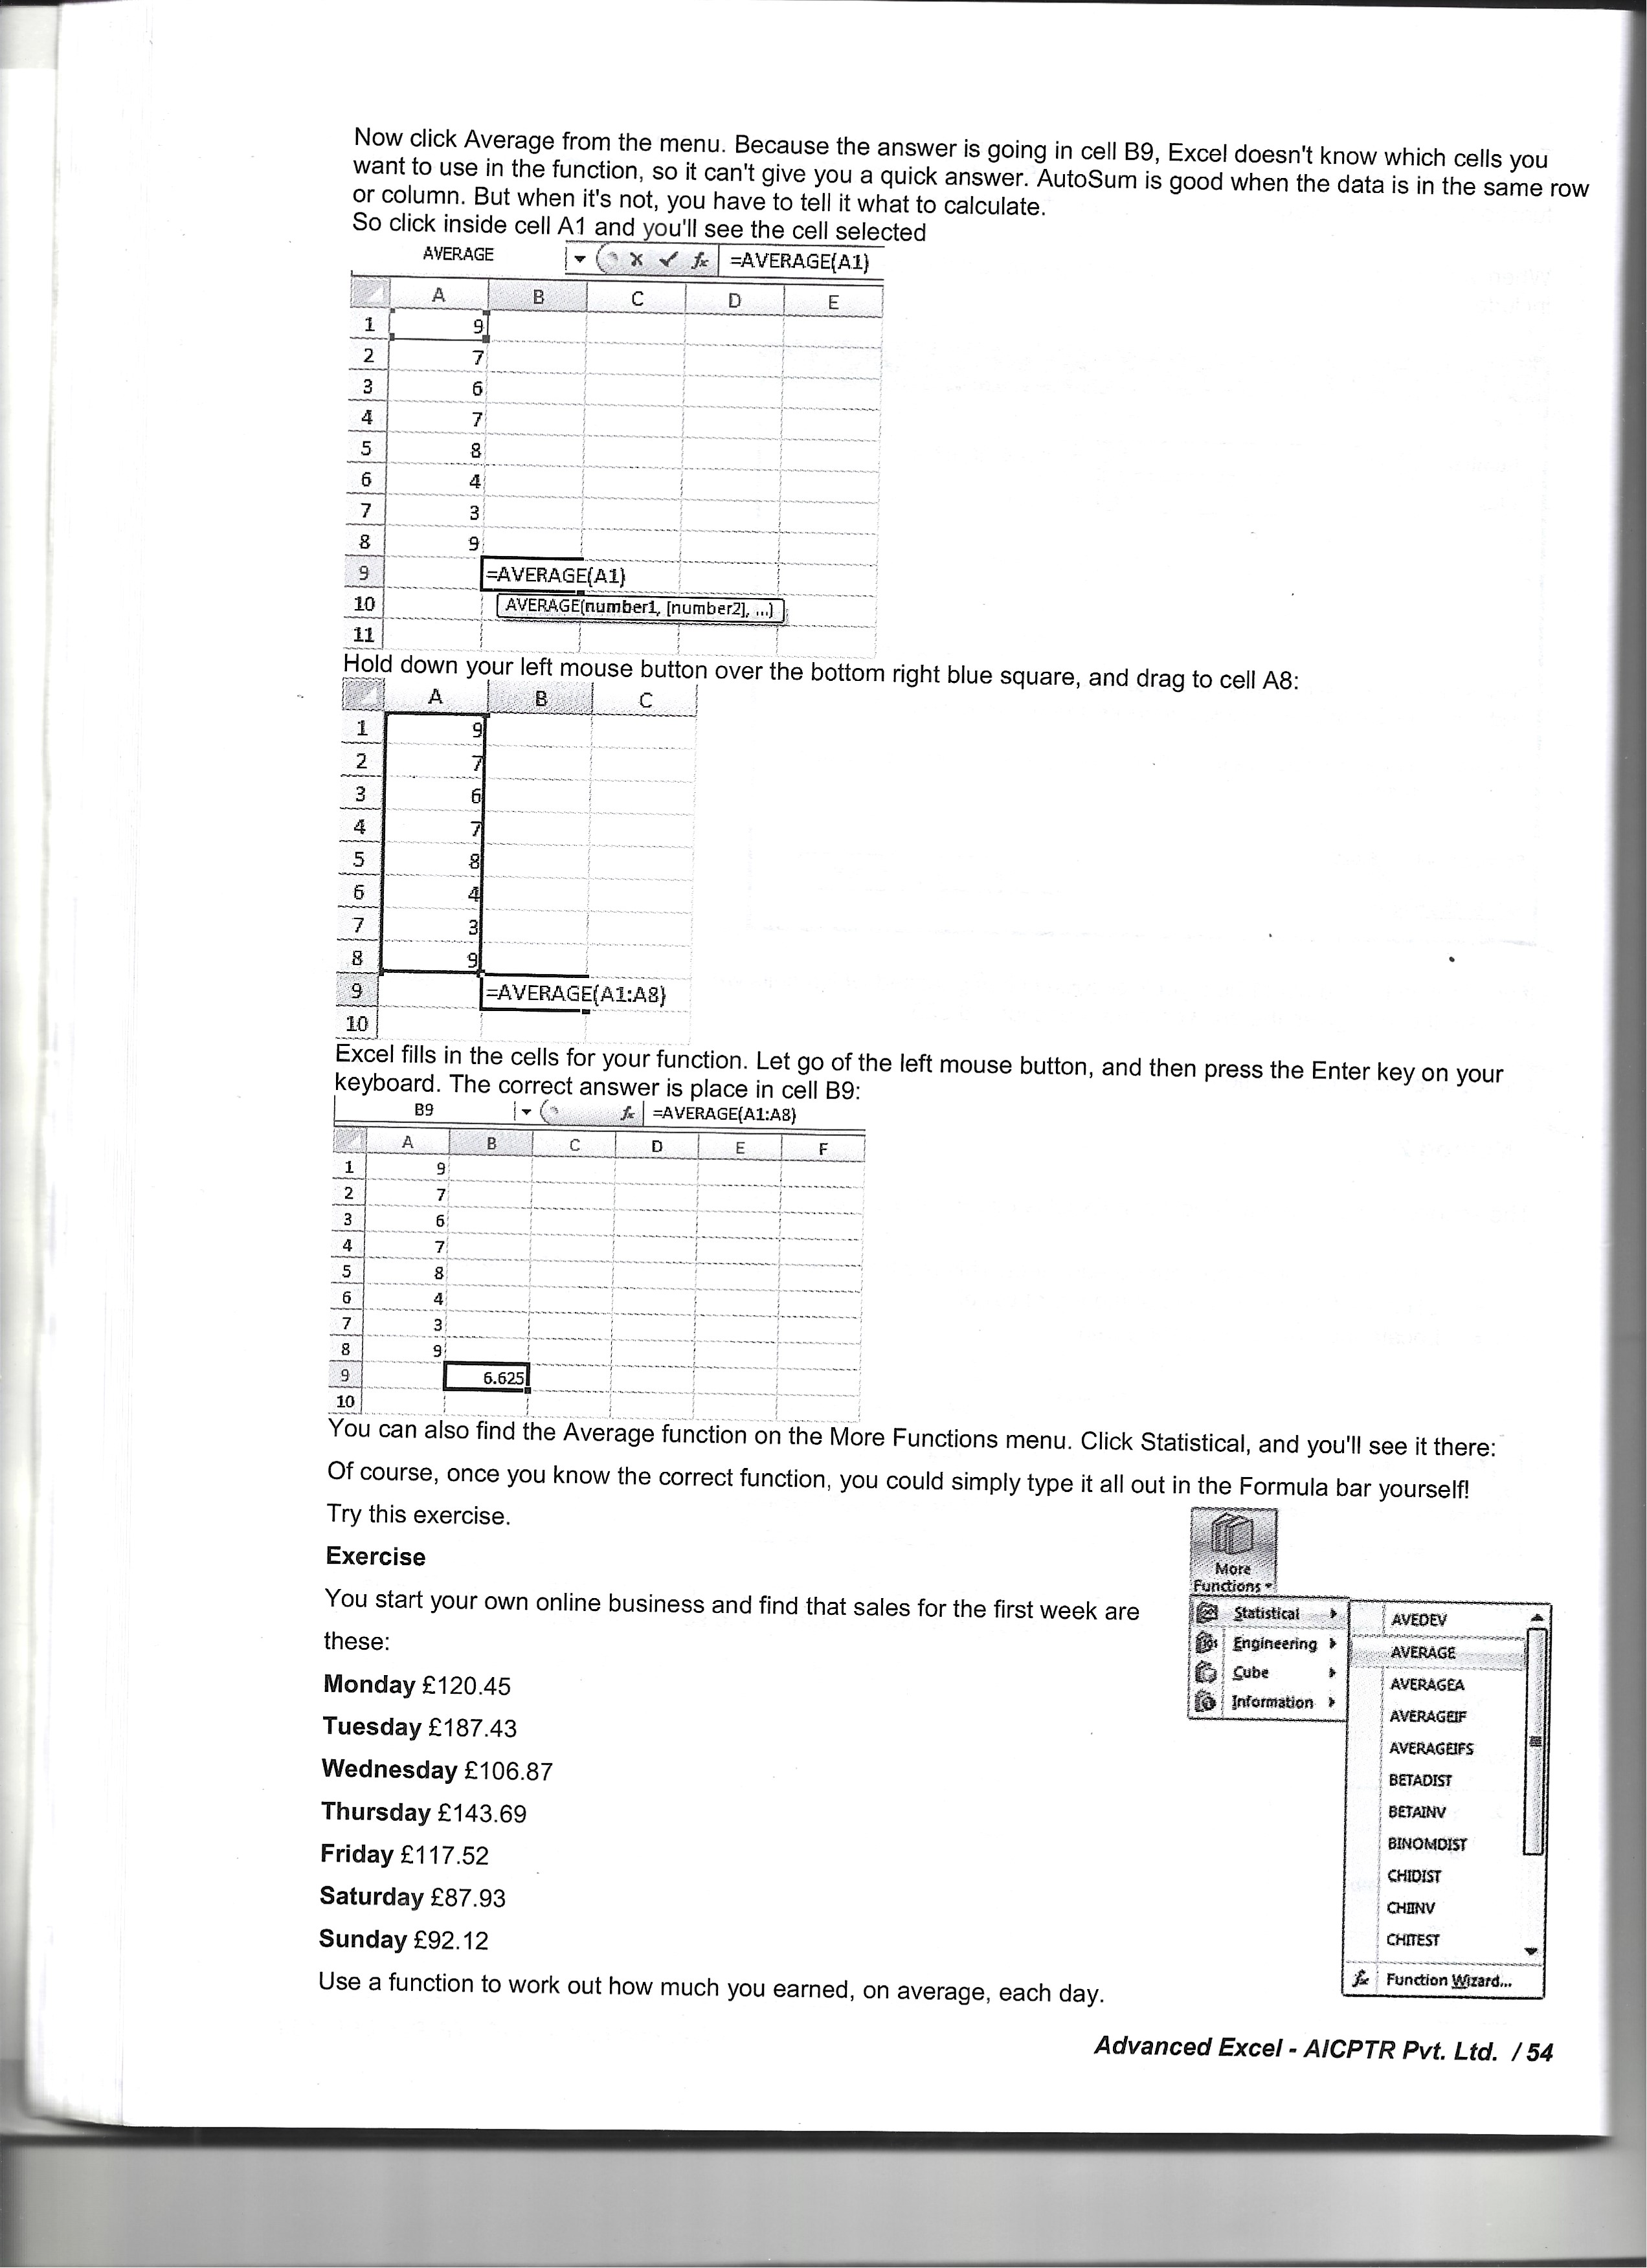 Now click Average from the menu. Because the answer is going in cell B9, Excel doesn't know which cells you
want to use in the function, so it can't give you a quick answer. AutoSum is good when the data is in the same row
or column. But when it's not, you have to tell it what to calculate.
So click inside cell A1 and you'll see the cell selected
AVERAGE =AVERAGE(A1)
A B C D E
1 9
2 7
3 6
4 7
5 8
6 4
7 3
8 9
9 =AVERAGE(A1)
10 AVERAGE(number1, [number2], ...)
11
Hold down your left mouse button over the bottom right blue square, and drag to cell A8:
A B C
1 9
2 7
3 6
4 7
5 8
6 4
7 3
8 9
9 =AVERAGE(A1:A8)
10
Excel fills in the cells for your function. Let go of the left mouse button, and then press the Enter key on your
keyboard. The correct answer is place in cell B9:
B9 fx =AVERAGE(A1:A8)
A B C D E F
1 9
2 7
3 6
4 7
5 8
6 4
7 3
8 9
9 6.625
10
You can also find the Average function on the More Functions menu. Click Statistical, and you'll see it there:
Of course, once you know the correct function, you could simply type it all out in the Formula bar yourself!
Try this exercise.
Exercise
You start your own online business and find that sales for the first week are
these:
Monday £120.45
Tuesday £187.43
Wednesday £106.87
Thursday £143.69
Friday £117.52
Saturday £87.93
Sunday £92.12
Use a function to work out how much you earned, on average, each day.
More
Functions
Statistical
Engineering
Cube
Information
AVEDEV
AVERAGE
AVERAGEA
AVERAGEIF
AVERAGEIFS
BETADIST
BETAINV
BINOMDIST
CHIDIST
CHIINV
CHITEST
fx Function Wizard...
Advanced Excel - AICPTR Pvt. Ltd. / 54